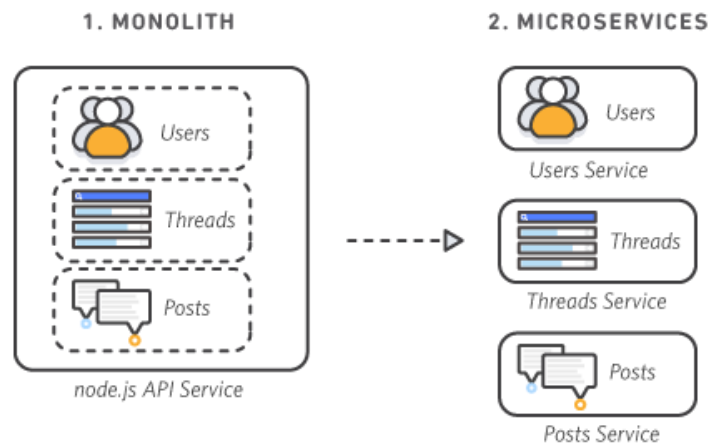 1. MONOLITH
Users
Threads
Posts
node.js API Service
2. MICROSERVICES
Users
Users Service
Threads
Threads Service
Posts
Posts Service